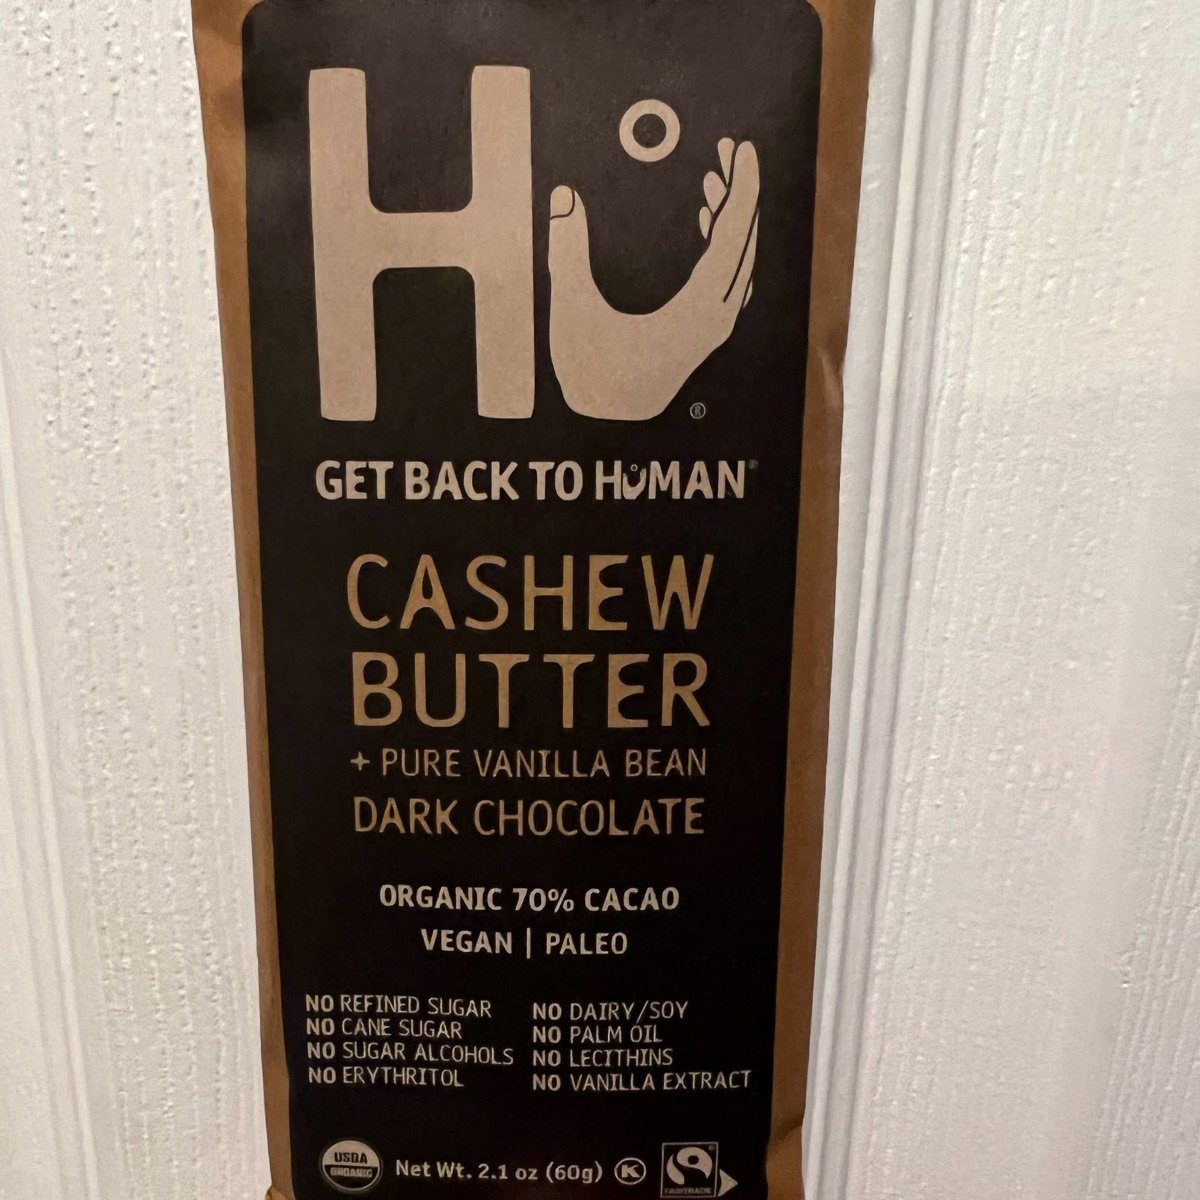 Hu
®
GET BACK TO HUMAN
CASHEW
BUTTER
+ PURE VANILLA BEAN
DARK CHOCOLATE
ORGANIC 70% CACAO
VEGAN | PALEO
NO REFINED SUGAR
NO CANE SUGAR
NO SUGAR ALCOHOLS
NO ERYTHRITOL
NO DAIRY/SOY
NO PALM OIL
NO LECITHINS
NO VANILLA EXTRACT
USDA
ORGANIC
Net Wt. 2.1 oz (60g) K
FAIRTRADE